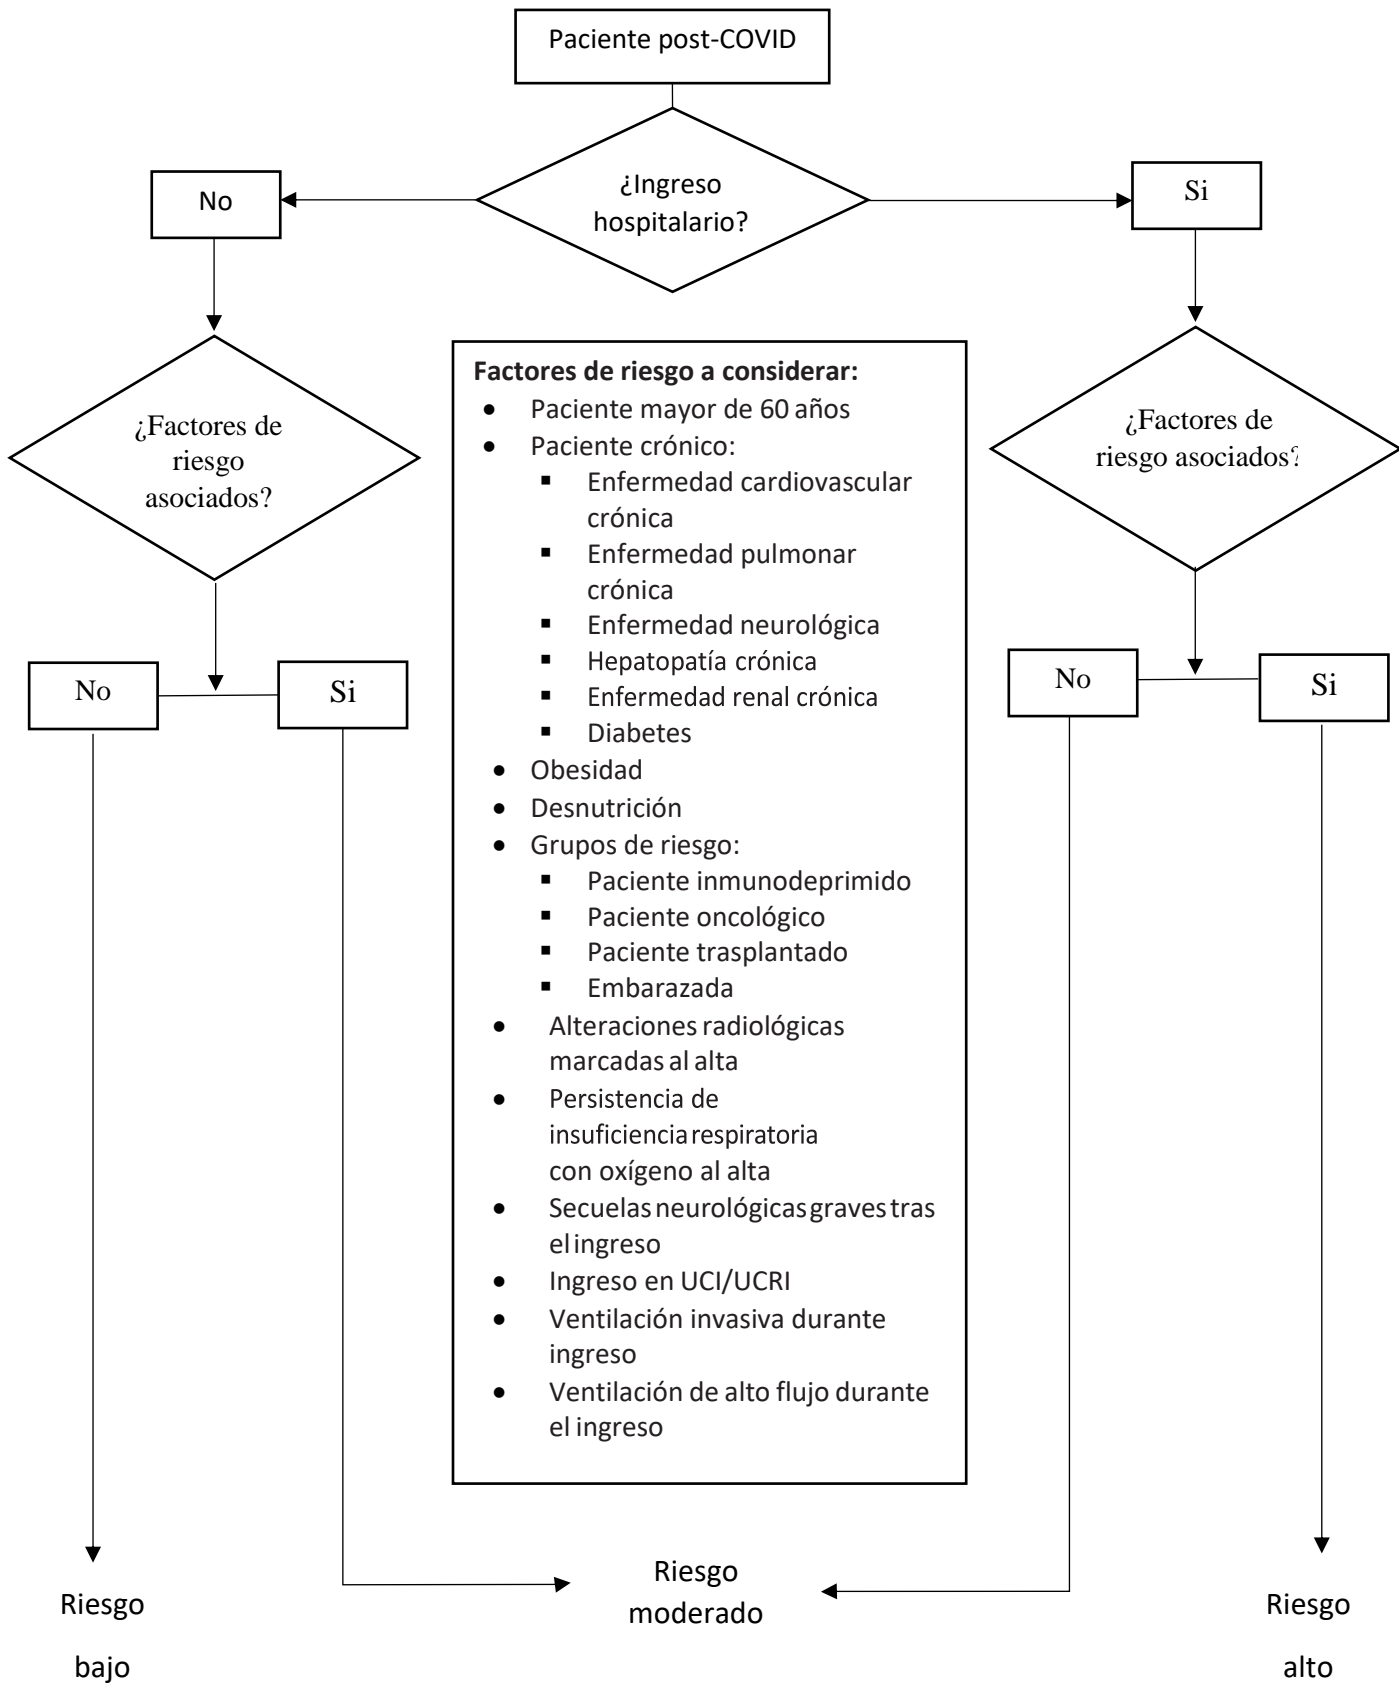 Paciente post-COVID
¿Ingreso
hospitalario?
No
Si
¿Factores de
riesgo
asociados?
Factores de riesgo a considerar:
• Paciente mayor de 60 años
• Paciente crónico:
▪ Enfermedad cardiovascular
crónica
▪ Enfermedad pulmonar
crónica
▪ Enfermedad neurológica
▪ Hepatopatía crónica
▪ Enfermedad renal crónica
▪ Diabetes
• Obesidad
• Desnutrición
• Grupos de riesgo:
▪ Paciente inmunodeprimido
▪ Paciente oncológico
▪ Paciente trasplantado
▪ Embarazada
• Alteraciones radiológicas
marcadas al alta
• Persistencia de
insuficiencia respiratoria
con oxígeno al alta
• Secuelas neurológicas graves tras
el ingreso
• Ingreso en UCI/UCRI
• Ventilación invasiva durante
ingreso
• Ventilación de alto flujo durante
el ingreso
¿Factores de
riesgo asociados?
No
Si
No
Si
Riesgo
bajo
Riesgo
moderado
Riesgo
alto